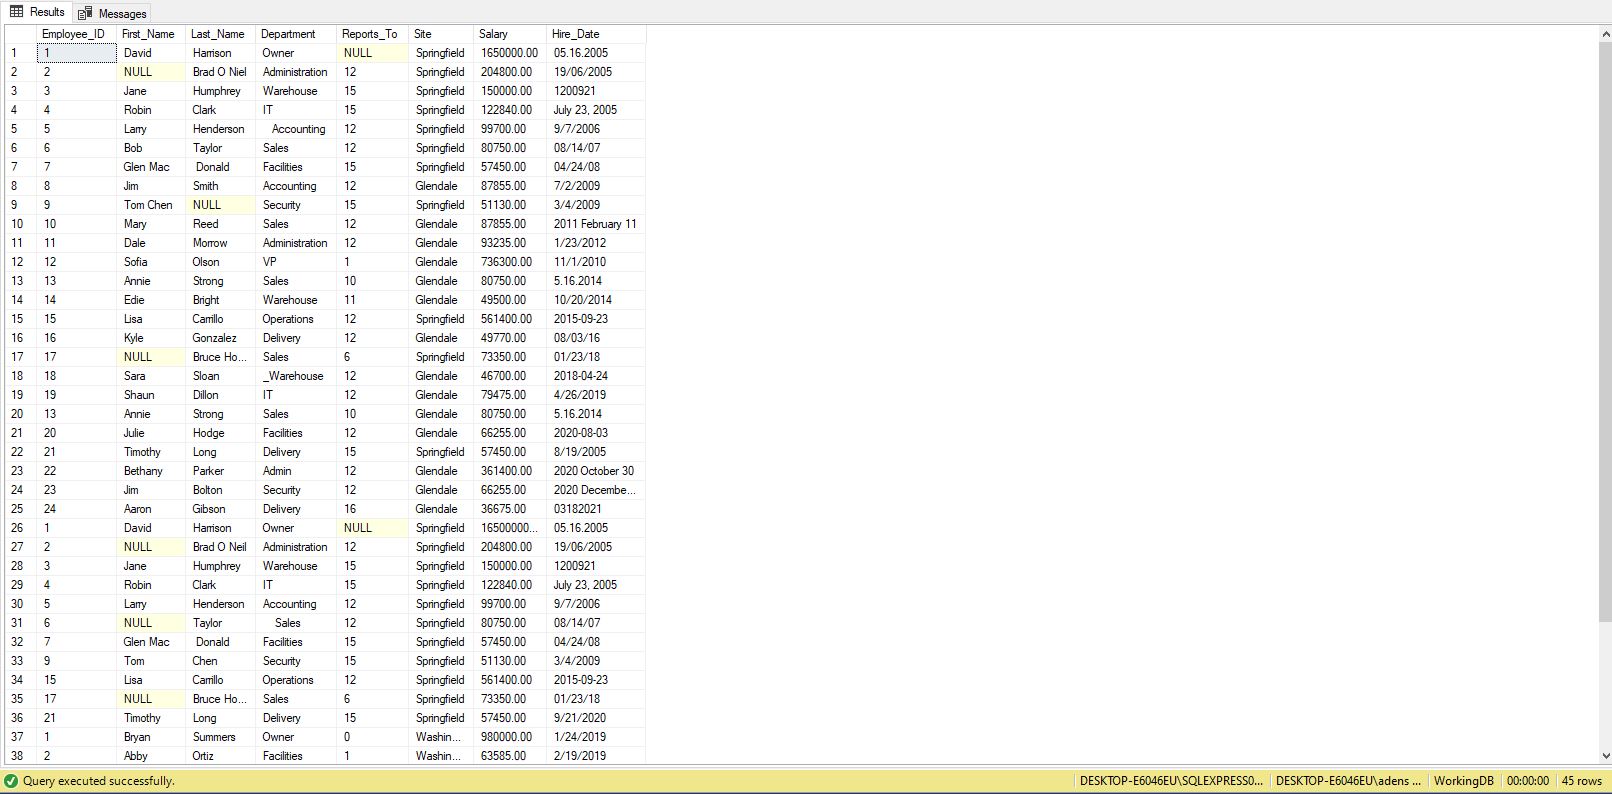 Results Messages
Employee_ID First_Name Last_Name Department Reports_To Site Salary Hire_Date
1 1 David Harrison Owner NULL Springfield 1650000.00 05.16.2005
2 2 NULL Brad O Niel Administration 12 Springfield 204800.00 19/06/2005
3 3 Jane Humphrey Warehouse 15 Springfield 150000.00 1200921
4 4 Robin Clark IT 15 Springfield 122840.00 July 23, 2005
5 5 Larry Henderson Accounting 12 Springfield 99700.00 9/7/2006
6 6 Bob Taylor Sales 12 Springfield 80750.00 08/14/07
7 7 Glen Mac Donald Facilities 15 Springfield 57450.00 04/24/08
8 8 Jim Smith Accounting 12 Glendale 87855.00 7/2/2009
9 9 Tom Chen NULL Security 15 Springfield 51130.00 3/4/2009
10 10 Mary Reed Sales 12 Glendale 87855.00 2011 February 11
11 11 Dale Morrow Administration 12 Glendale 93235.00 1/23/2012
12 12 Sofia Olson VP 1 Glendale 736300.00 11/1/2010
13 13 Annie Strong Sales 10 Glendale 80750.00 5.16.2014
14 14 Edie Bright Warehouse 11 Glendale 49500.00 10/20/2014
15 15 Lisa Carrillo Operations 12 Springfield 561400.00 2015-09-23
16 16 Kyle Gonzalez Delivery 12 Glendale 49770.00 08/03/16
17 17 NULL Bruce Ho... Sales 6 Springfield 73350.00 01/23/18
18 18 Sara Sloan _Warehouse 12 Glendale 46700.00 2018-04-24
19 19 Shaun Dillon IT 12 Glendale 79475.00 4/26/2019
20 13 Annie Strong Sales 10 Glendale 80750.00 5.16.2014
21 20 Julie Hodge Facilities 12 Glendale 66255.00 2020-08-03
22 21 Timothy Long Delivery 15 Springfield 57450.00 8/19/2005
23 22 Bethany Parker Admin 12 Glendale 361400.00 2020 October 30
24 23 Jim Bolton Security 12 Glendale 66255.00 2020 Decembe...
25 24 Aaron Gibson Delivery 16 Glendale 36675.00 03182021
26 1 David Harrison Owner NULL Springfield 16500000... 05.16.2005
27 2 NULL Brad O Neil Administration 12 Springfield 204800.00 19/06/2005
28 3 Jane Humphrey Warehouse 15 Springfield 150000.00 1200921
29 4 Robin Clark IT 15 Springfield 122840.00 July 23, 2005
30 5 Larry Henderson Accounting 12 Springfield 99700.00 9/7/2006
31 6 NULL Taylor Sales 12 Springfield 80750.00 08/14/07
32 7 Glen Mac Donald Facilities 15 Springfield 57450.00 04/24/08
33 9 Tom Chen Security 15 Springfield 51130.00 3/4/2009
34 15 Lisa Carrillo Operations 12 Springfield 561400.00 2015-09-23
35 17 NULL Bruce Ho... Sales 6 Springfield 73350.00 01/23/18
36 21 Timothy Long Delivery 15 Springfield 57450.00 9/21/2020
37 1 Bryan Summers Owner 0 Washin... 980000.00 1/24/2019
38 2 Abby Ortiz Facilities 1 Washin... 63585.00 2/19/2019
Query executed successfully. DESKTOP-E6046EU\SQLEXPRESS0... DESKTOP-E6046EU\adens ... WorkingDB 00:00:00 45 rows